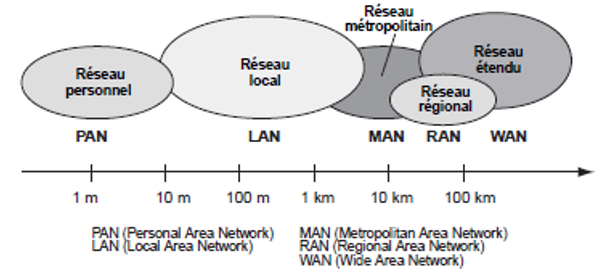 Réseau
métropolitain
Réseau
personnel
Réseau
local
Réseau
étendu
Réseau
régional
PAN LAN MAN RAN WAN
1 m 10 m 100 m 1 km 10 km 100 km
PAN (Personal Area Network)
LAN (Local Area Network)
MAN (Metropolitan Area Network)
RAN (Regional Area Network)
WAN (Wide Area Network)